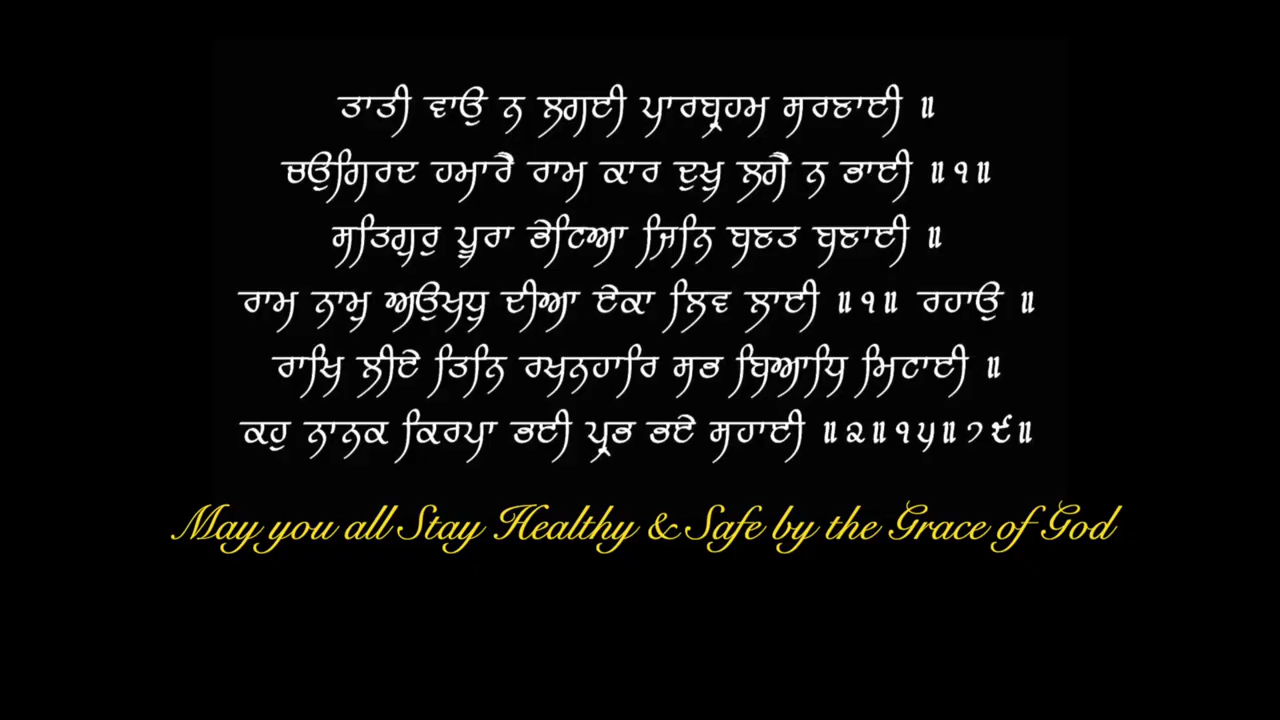 ਤਾਤੀ ਵਾਉ ਨ ਲਗਈ ਪਾਰਬ੍ਰਹਮ ਸਰਣਾਈ ॥
ਚਉਗਿਰਦ ਹਮਾਰੈ ਰਾਮ ਕਾਰ ਦੁਖੁ ਲਗੈ ਨ ਭਾਈ ॥੧॥
ਸਤਿਗੁਰੁ ਪੂਰਾ ਭੇਟਿਆ ਜਿਨਿ ਬਣਤ ਬਣਾਈ ॥
ਰਾਮ ਨਾਮੁ ਅਉਖਧੁ ਦੀਆ ਏਕਾ ਲਿਵ ਲਾਈ ॥੧॥ ਰਹਾਉ ॥
ਰਾਖਿ ਲੀਏ ਤਿਨਿ ਰਖਨਹਾਰਿ ਸਭ ਬਿਆਧਿ ਮਿਟਾਈ ॥
ਕਹੁ ਨਾਨਕ ਕਿਰਪਾ ਭਈ ਪ੍ਰਭ ਭਏ ਸਹਾਈ ॥੨॥੧੫॥੭੯॥
May you all Stay Healthy & Safe by the Grace of God